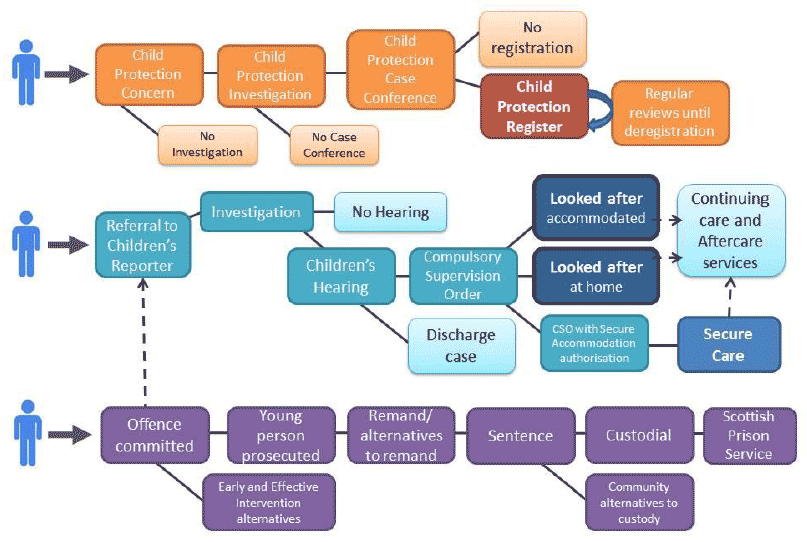 No
registration
Child
Protection
Concern
Child
Protection
Investigation
Child
Protection
Case
Conference
Child
Protection
Register
Regular
reviews until
deregistration
No
Investigation
No Case
Conference
Referral to
Children's
Reporter
Investigation
No Hearing
Looked after
accommodated
Continuing
care and
Aftercare
services
Children's
Hearing
Compulsory
Supervision
Order
Looked after
at home
Discharge
case
CSO with Secure
Accommodation
authorisation
Secure
Care
Offence
committed
Young
person
prosecuted
Remand/
alternatives
to remand
Sentence
Custodial
Scottish
Prison
Service
Early and Effective
Intervention
alternatives
Community
alternatives to
custody